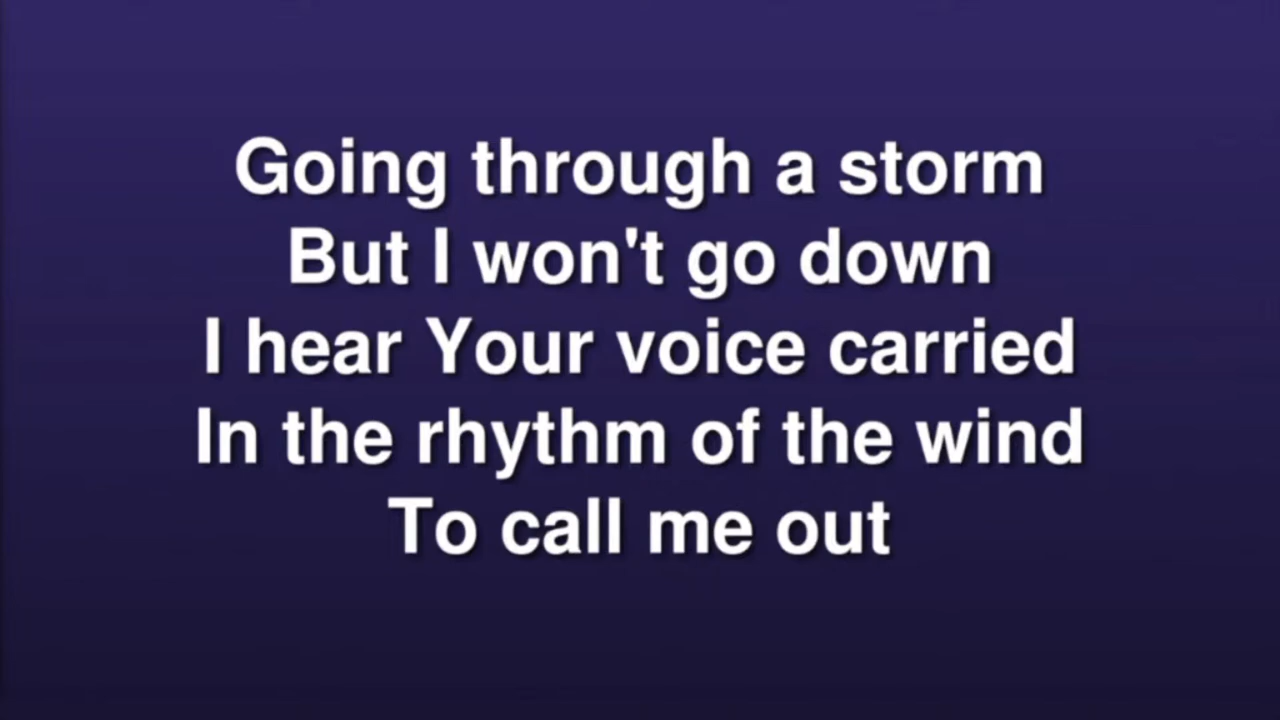 Going through a storm
But I won't go down
I hear Your voice carried
In the rhythm of the wind
To call me out